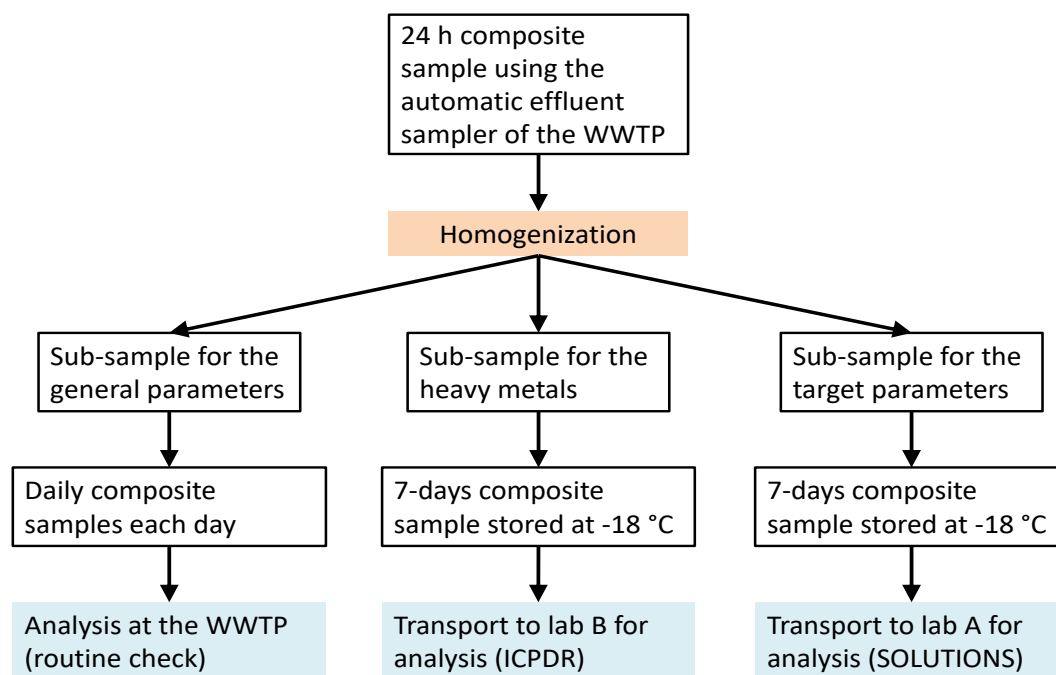 24 h composite
sample using the
automatic effluent
sampler of the WWTP
Homogenization
Sub-sample for the
general parameters
Sub-sample for the
heavy metals
Sub-sample for the
target parameters
Daily composite
samples each day
7-days composite
sample stored at -18 °C
7-days composite
sample stored at -18 °C
Analysis at the WWTP
(routine check)
Transport to lab B for
analysis (ICPDR)
Transport to lab A for
analysis (SOLUTIONS)